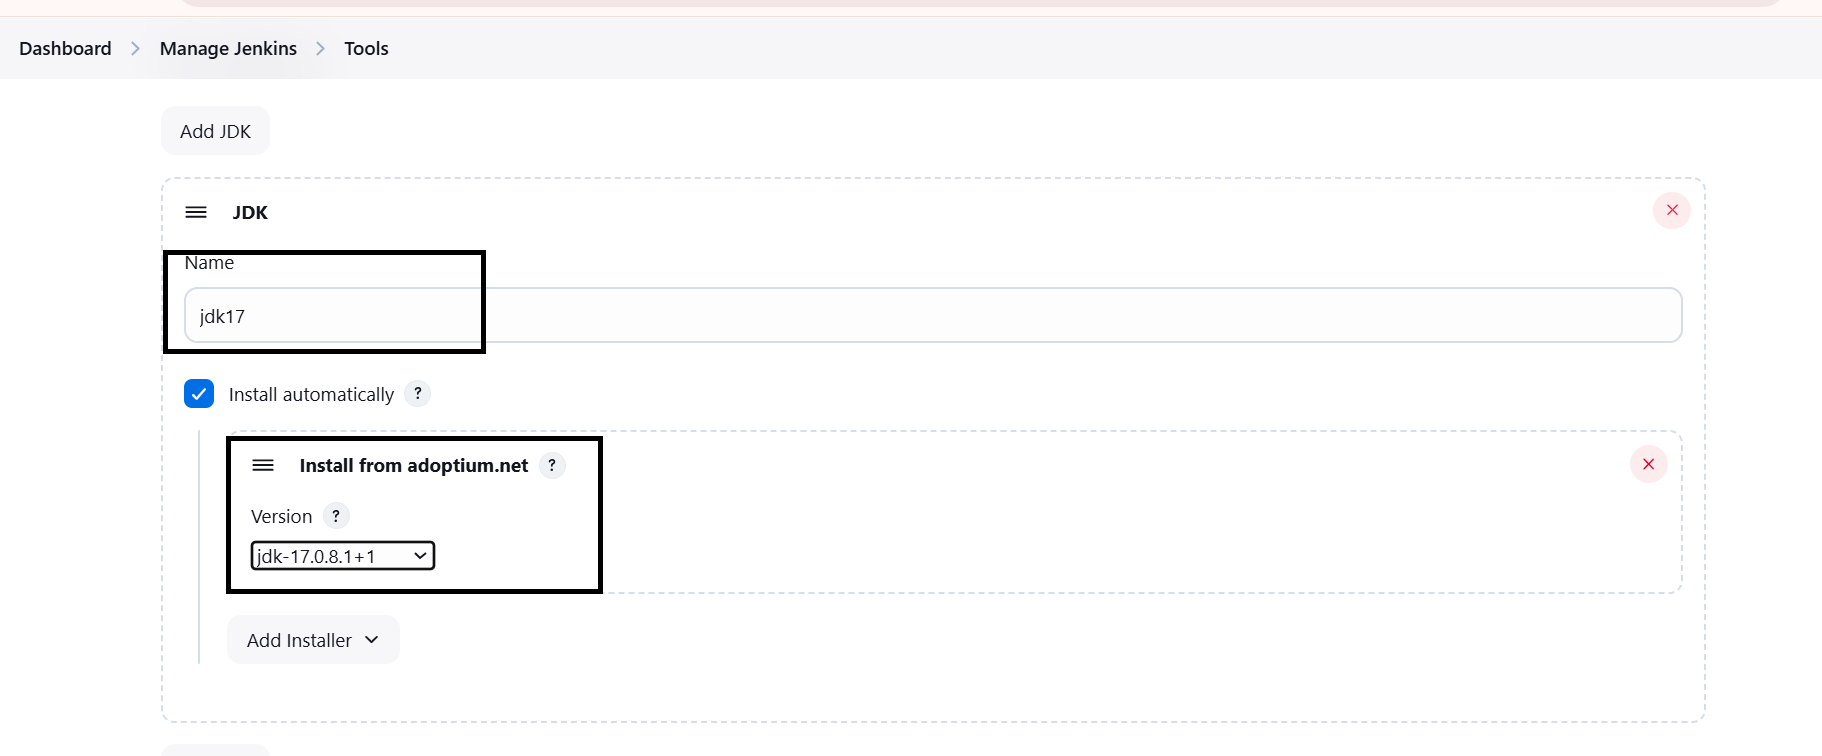 Dashboard > Manage Jenkins > Tools
Add JDK
JDK
Name
jdk17
Install automatically ?
Install from adoptium.net ?
Version ?
jdk-17.0.8.1+1
Add Installer